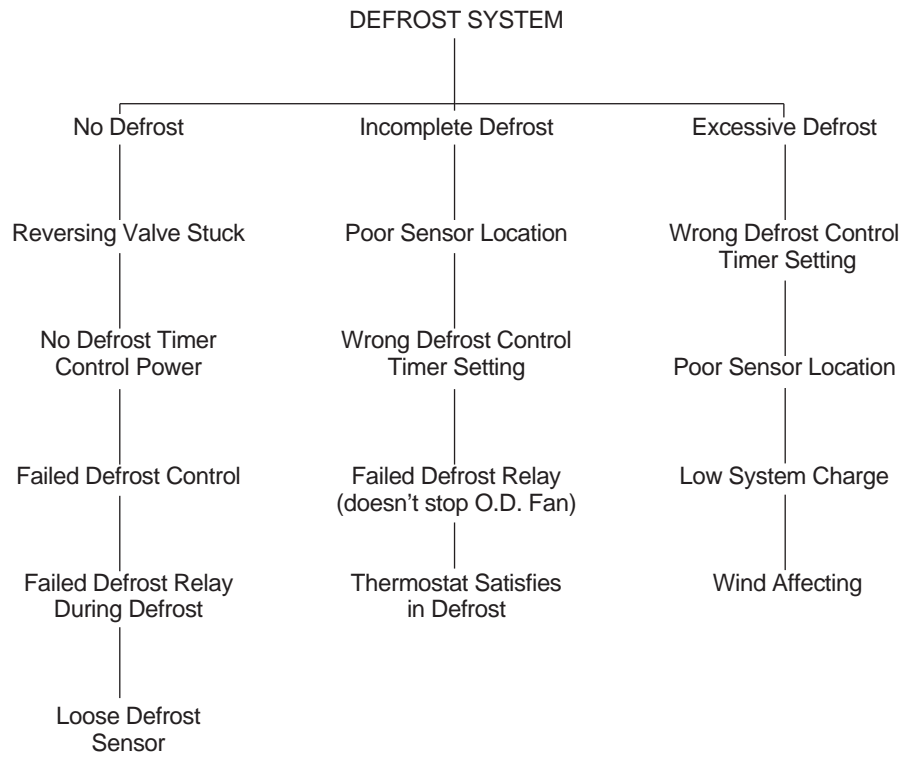 DEFROST SYSTEM
No Defrost
Incomplete Defrost
Excessive Defrost
Reversing Valve Stuck
Poor Sensor Location
Wrong Defrost Control
Timer Setting
No Defrost Timer
Control Power
Wrong Defrost Control
Timer Setting
Poor Sensor Location
Failed Defrost Control
Failed Defrost Relay
(doesn't stop O.D. Fan)
Low System Charge
Failed Defrost Relay
During Defrost
Thermostat Satisfies
in Defrost
Wind Affecting
Loose Defrost
Sensor